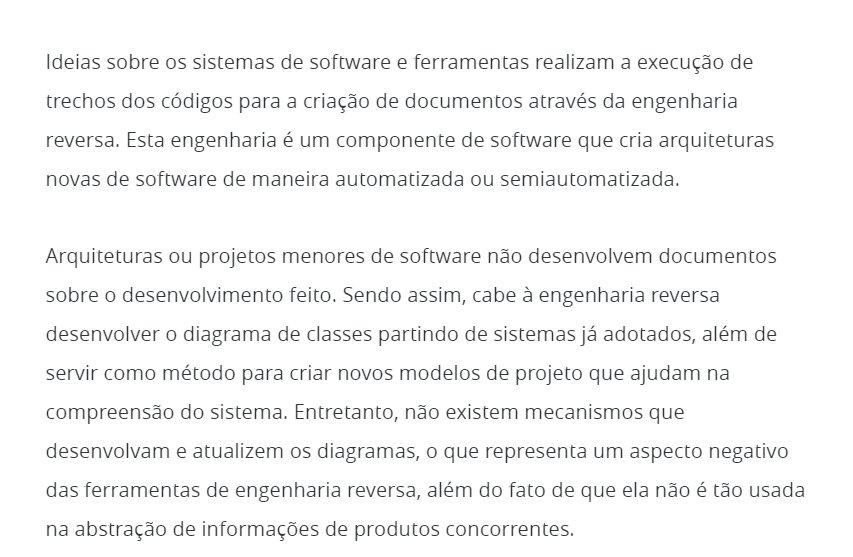 Ideias sobre os sistemas de software e ferramentas realizam a execução de
trechos dos códigos para a criação de documentos através da engenharia
reversa. Esta engenharia é um componente de software que cria arquiteturas
novas de software de maneira automatizada ou semiautomatizada.
Arquiteturas ou projetos menores de software não desenvolvem documentos
sobre o desenvolvimento feito. Sendo assim, cabe à engenharia reversa
desenvolver o diagrama de classes partindo de sistemas já adotados, além de
servir como método para criar novos modelos de projeto que ajudam na
compreensão do sistema. Entretanto, não existem mecanismos que
desenvolvam e atualizem os diagramas, o que representa um aspecto negativo
das ferramentas de engenharia reversa, além do fato de que ela não é tão usada
na abstração de informações de produtos concorrentes.